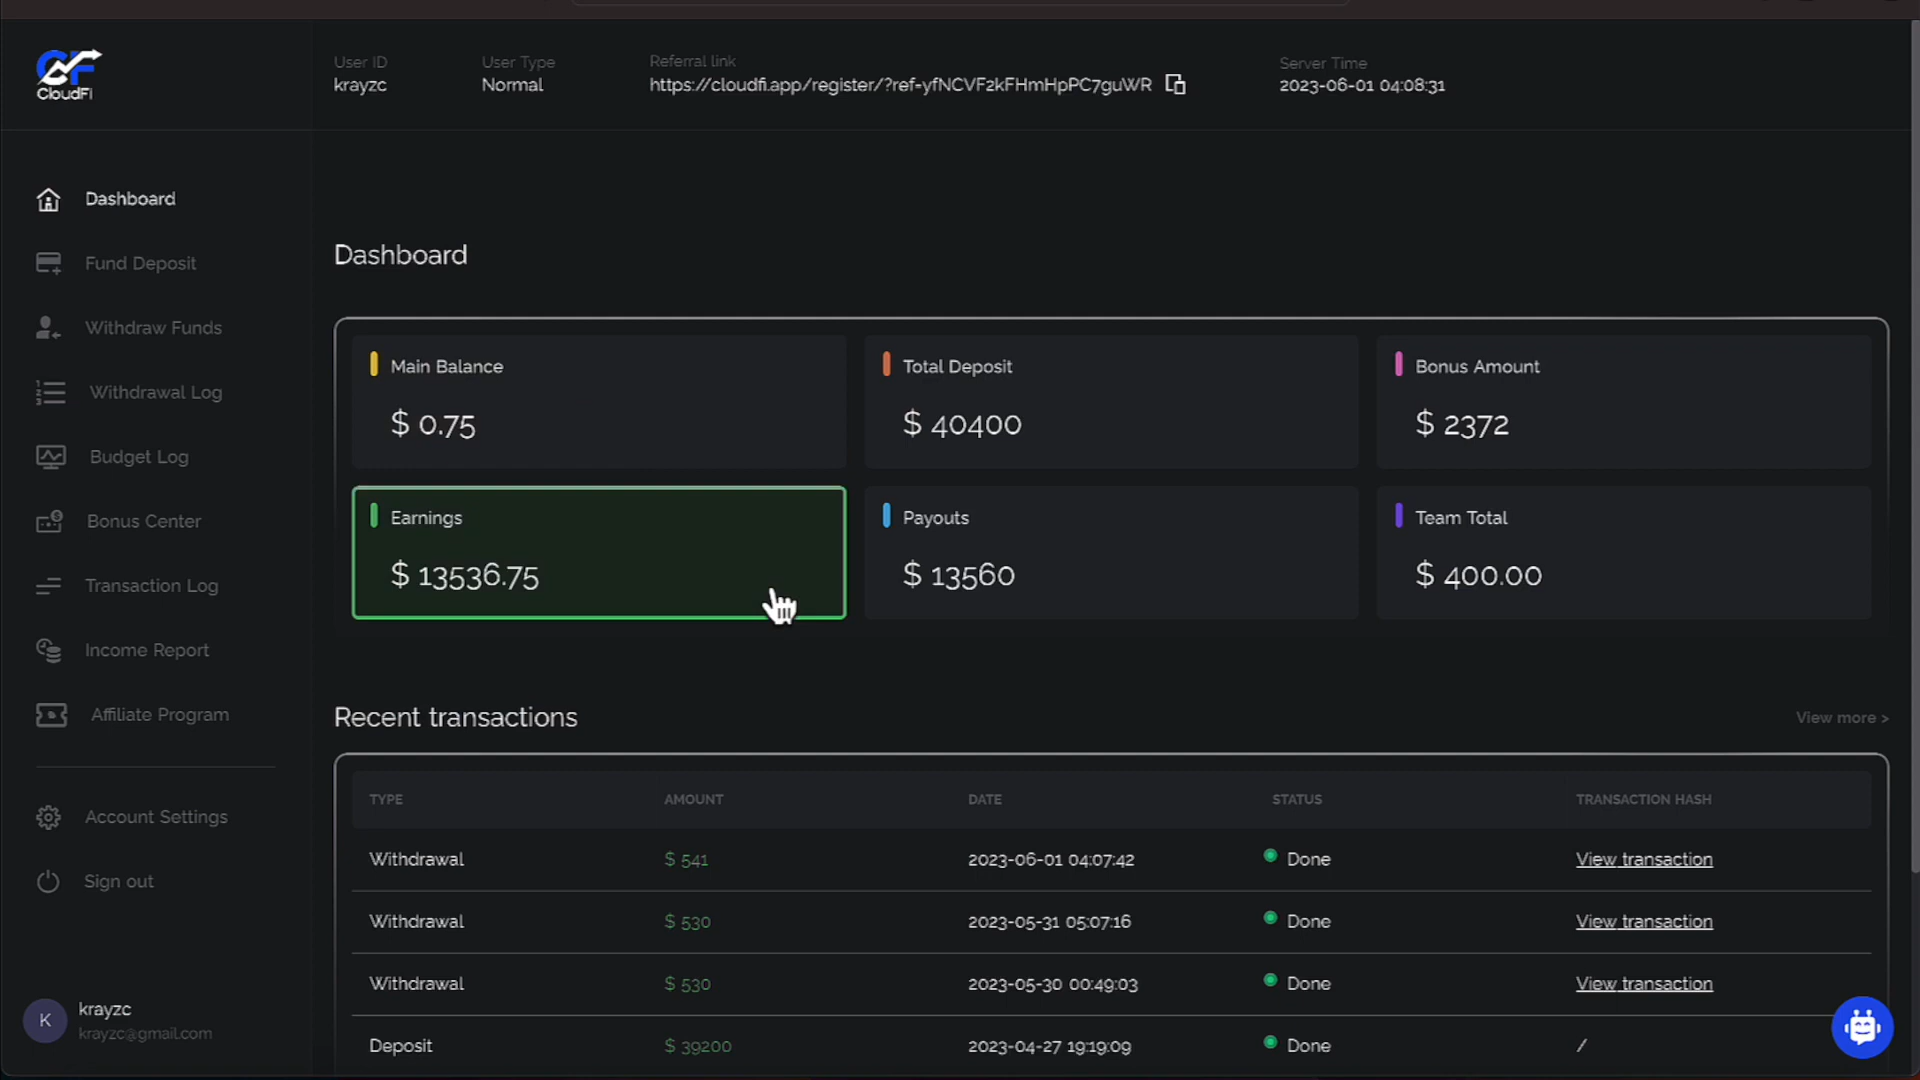 CF
CloudFi
User ID
krayzc
User Type
Normal
Referral link
https://cloudfi.app/register/?ref=yfNCVF2kFHmHpPC7guWR
Server Time
2023-06-01 04:08:31
Dashboard
Fund Deposit
Withdraw Funds
Withdrawal Log
Budget Log
Bonus Center
Transaction Log
Income Report
Affiliate Program
Account Settings
Sign out
K
krayzc
krayzc@gmail.com
Dashboard
Main Balance
$ 0.75
Total Deposit
$ 40400
Bonus Amount
$ 2372
Earnings
$ 13536.75
Payouts
$ 13560
Team Total
$ 400.00
Recent transactions
View more >
TYPE AMOUNT DATE STATUS TRANSACTION HASH
Withdrawal $ 541 2023-06-01 04:07:42 Done View transaction
Withdrawal $ 530 2023-05-31 05:07:16 Done View transaction
Withdrawal $ 530 2023-05-30 00:49:03 Done View transaction
Deposit $ 39200 2023-04-27 19:19:09 Done /